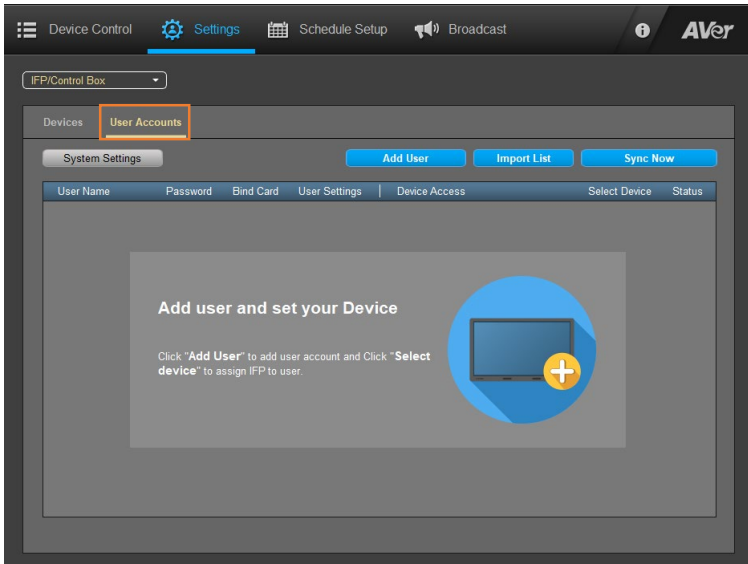 Device Control Settings Schedule Setup Broadcast AVer
IFP/Control Box
Devices User Accounts
System Settings Add User Import List Sync Now
User Name Password Bind Card User Settings Device Access Select Device Status
Add user and set your Device
Click "Add User" to add user account and Click "Select
device" to assign IFP to user.